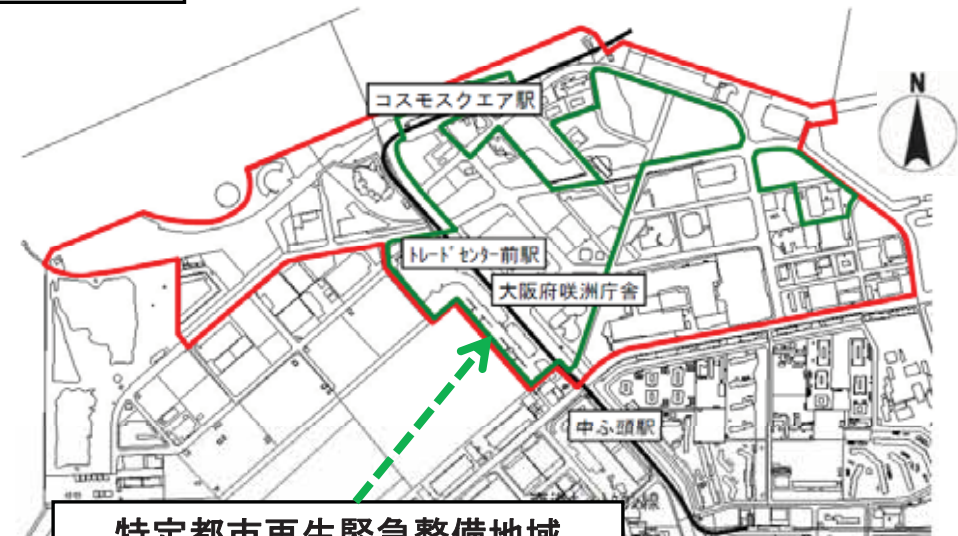 コスモスクエア駅
N
トレードセンター前駅
大阪府咲洲庁舎
中ふ頭駅
特定都市再生緊急整備地域